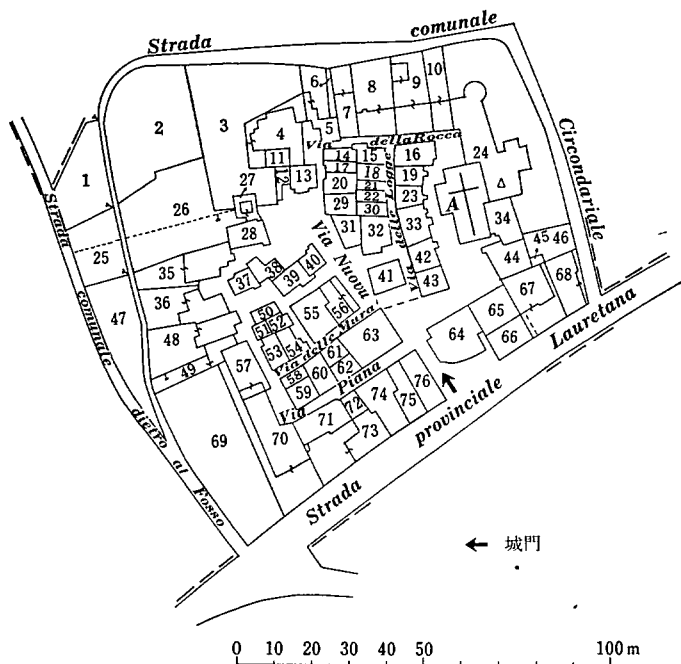 Strada comunale Circondariale
6 8 9 10
7
2 3 4 5
Via della Rocca
1 11 14 15 16 24
12 13 17 18 19
27 20 21 22 23 A
26 29 30 34
28 31 32 33
Via Nuovu
Via delle Logge
25 35 37 38 39 40 41 42 43 44 45 46
Strada comunale dietro al Fosso
47 36 50 55 56 67 68
48 51 52 63 64 65 66
49 57 53 54 61
Via delle Mura
58 60 62
59
Via Piana
69 70 71 72 74 75 76
73
Strada provinciale Lauretana
← 城門
0 10 20 30 40 50 100 m